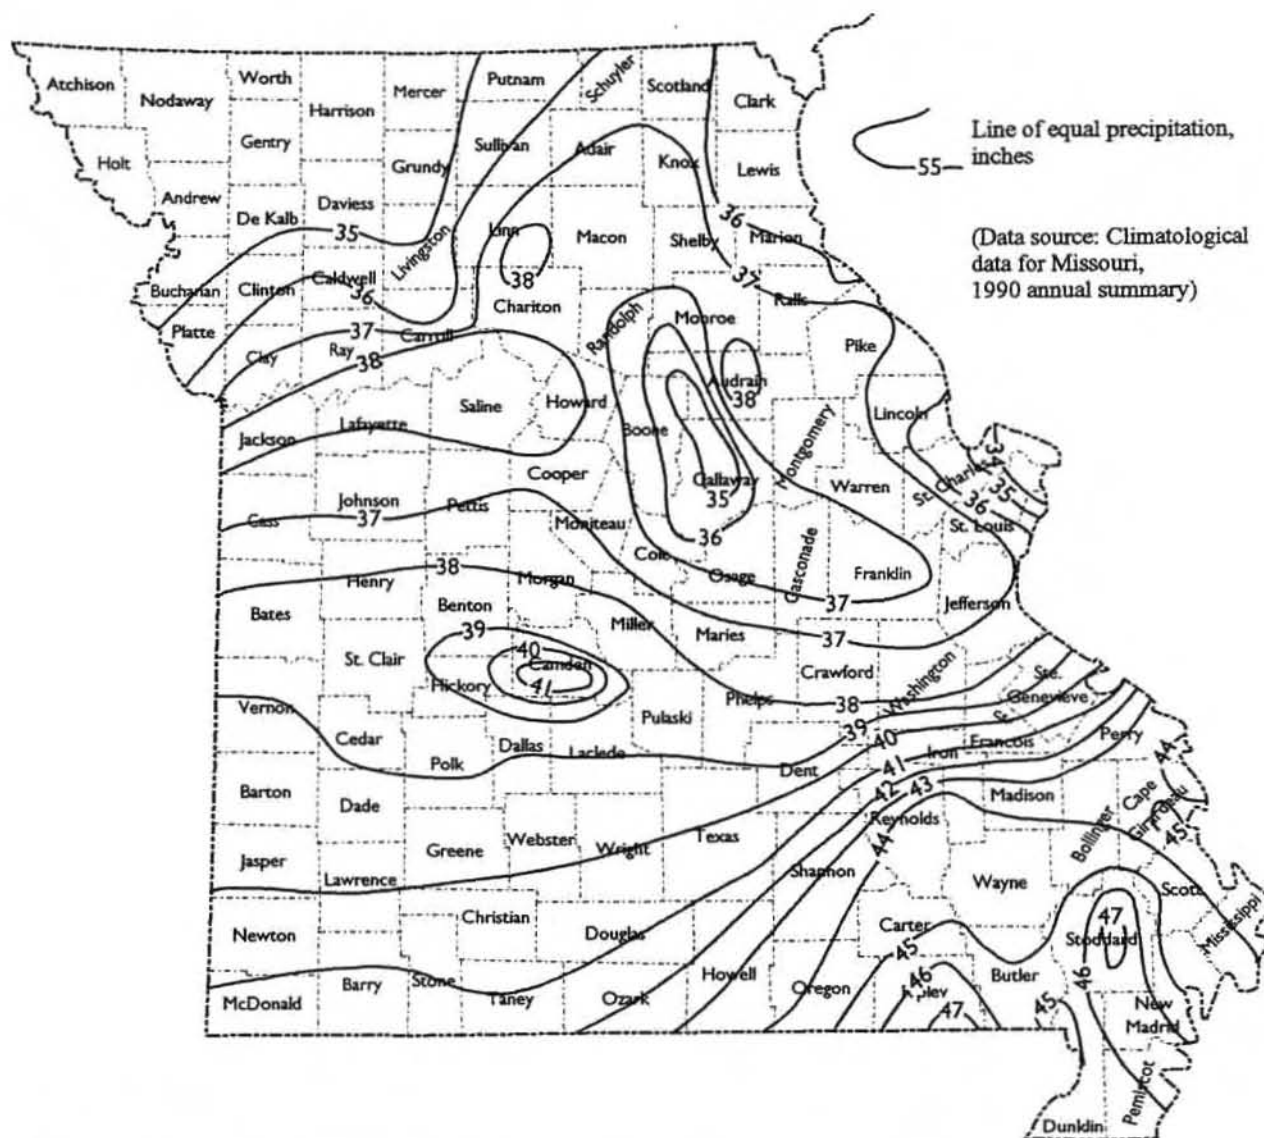 Atchison
Nodaway
Worth
Harrison
Mercer
Putnam
Schuyler
Scotland
Clark
Holt
Gentry
Grundy
Sullivan
Adair
Knox
Lewis
Andrew
De Kalb
Daviess
35
Livingston
Linn
Macon
Shelby
36
Marion
Buchanan
Clinton
Caldwell
36
38
Chariton
37
Ralls
Platte
Clay
37
Ray
38
Carroll
Randolph
Monroe
Pike
Audrain
38
Jackson
Lafayette
Saline
Howard
Boone
Callaway
35
Montgomery
Lincoln
34
Warren
St. Charles
35
36
St. Louis
Cass
Johnson
37
Pettis
Cooper
Moniteau
36
Cole
Osage
Gasconade
Franklin
37
Bates
Henry
38
Benton
Morgan
39
Miller
Maries
37
Jefferson
St. Clair
40
Camden
41
Hickory
Crawford
Washington
Ste.
Genevieve
Vernon
Phelps
38
Pulaski
39
40
St.
Francois
Perry
Cedar
Polk
Dallas
Laclede
Dent
41
Iron
44
Barton
Dade
42
43
Madison
Cape
Girardeau
Reynolds
Bollinger
45
Jasper
Lawrence
Greene
Webster
Wright
Texas
44
Shannon
Wayne
Scott
Newton
Christian
Douglas
Carter
45
47
Stoddard
Mississippi
McDonald
Barry
Stone
Taney
Ozark
Howell
Oregon
46
47
Butler
46
45
New
Madrid
Dunklin
Pemiscot
55
Line of equal precipitation,
inches
(Data source: Climatological
data for Missouri,
1990 annual summary)